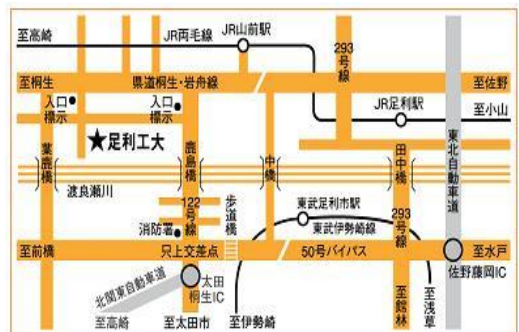 至高崎
JR両毛線
JR山前駅
293号線
至桐生
県道桐生・岩舟線
至佐野
入口標示
入口標示
JR足利駅
至小山
★足利工大
葉鹿橋
鹿島橋
中橋
田中橋
東北自動車道
渡良瀬川
122号線
歩道橋
東武足利市駅
東武伊勢崎線
293号線
消防署
至前橋
只上交差点
50号バイパス
至水戸
北関東自動車道
太田桐生IC
佐野藤岡IC
至高崎
至太田市
至伊勢崎
至館林
至浅草